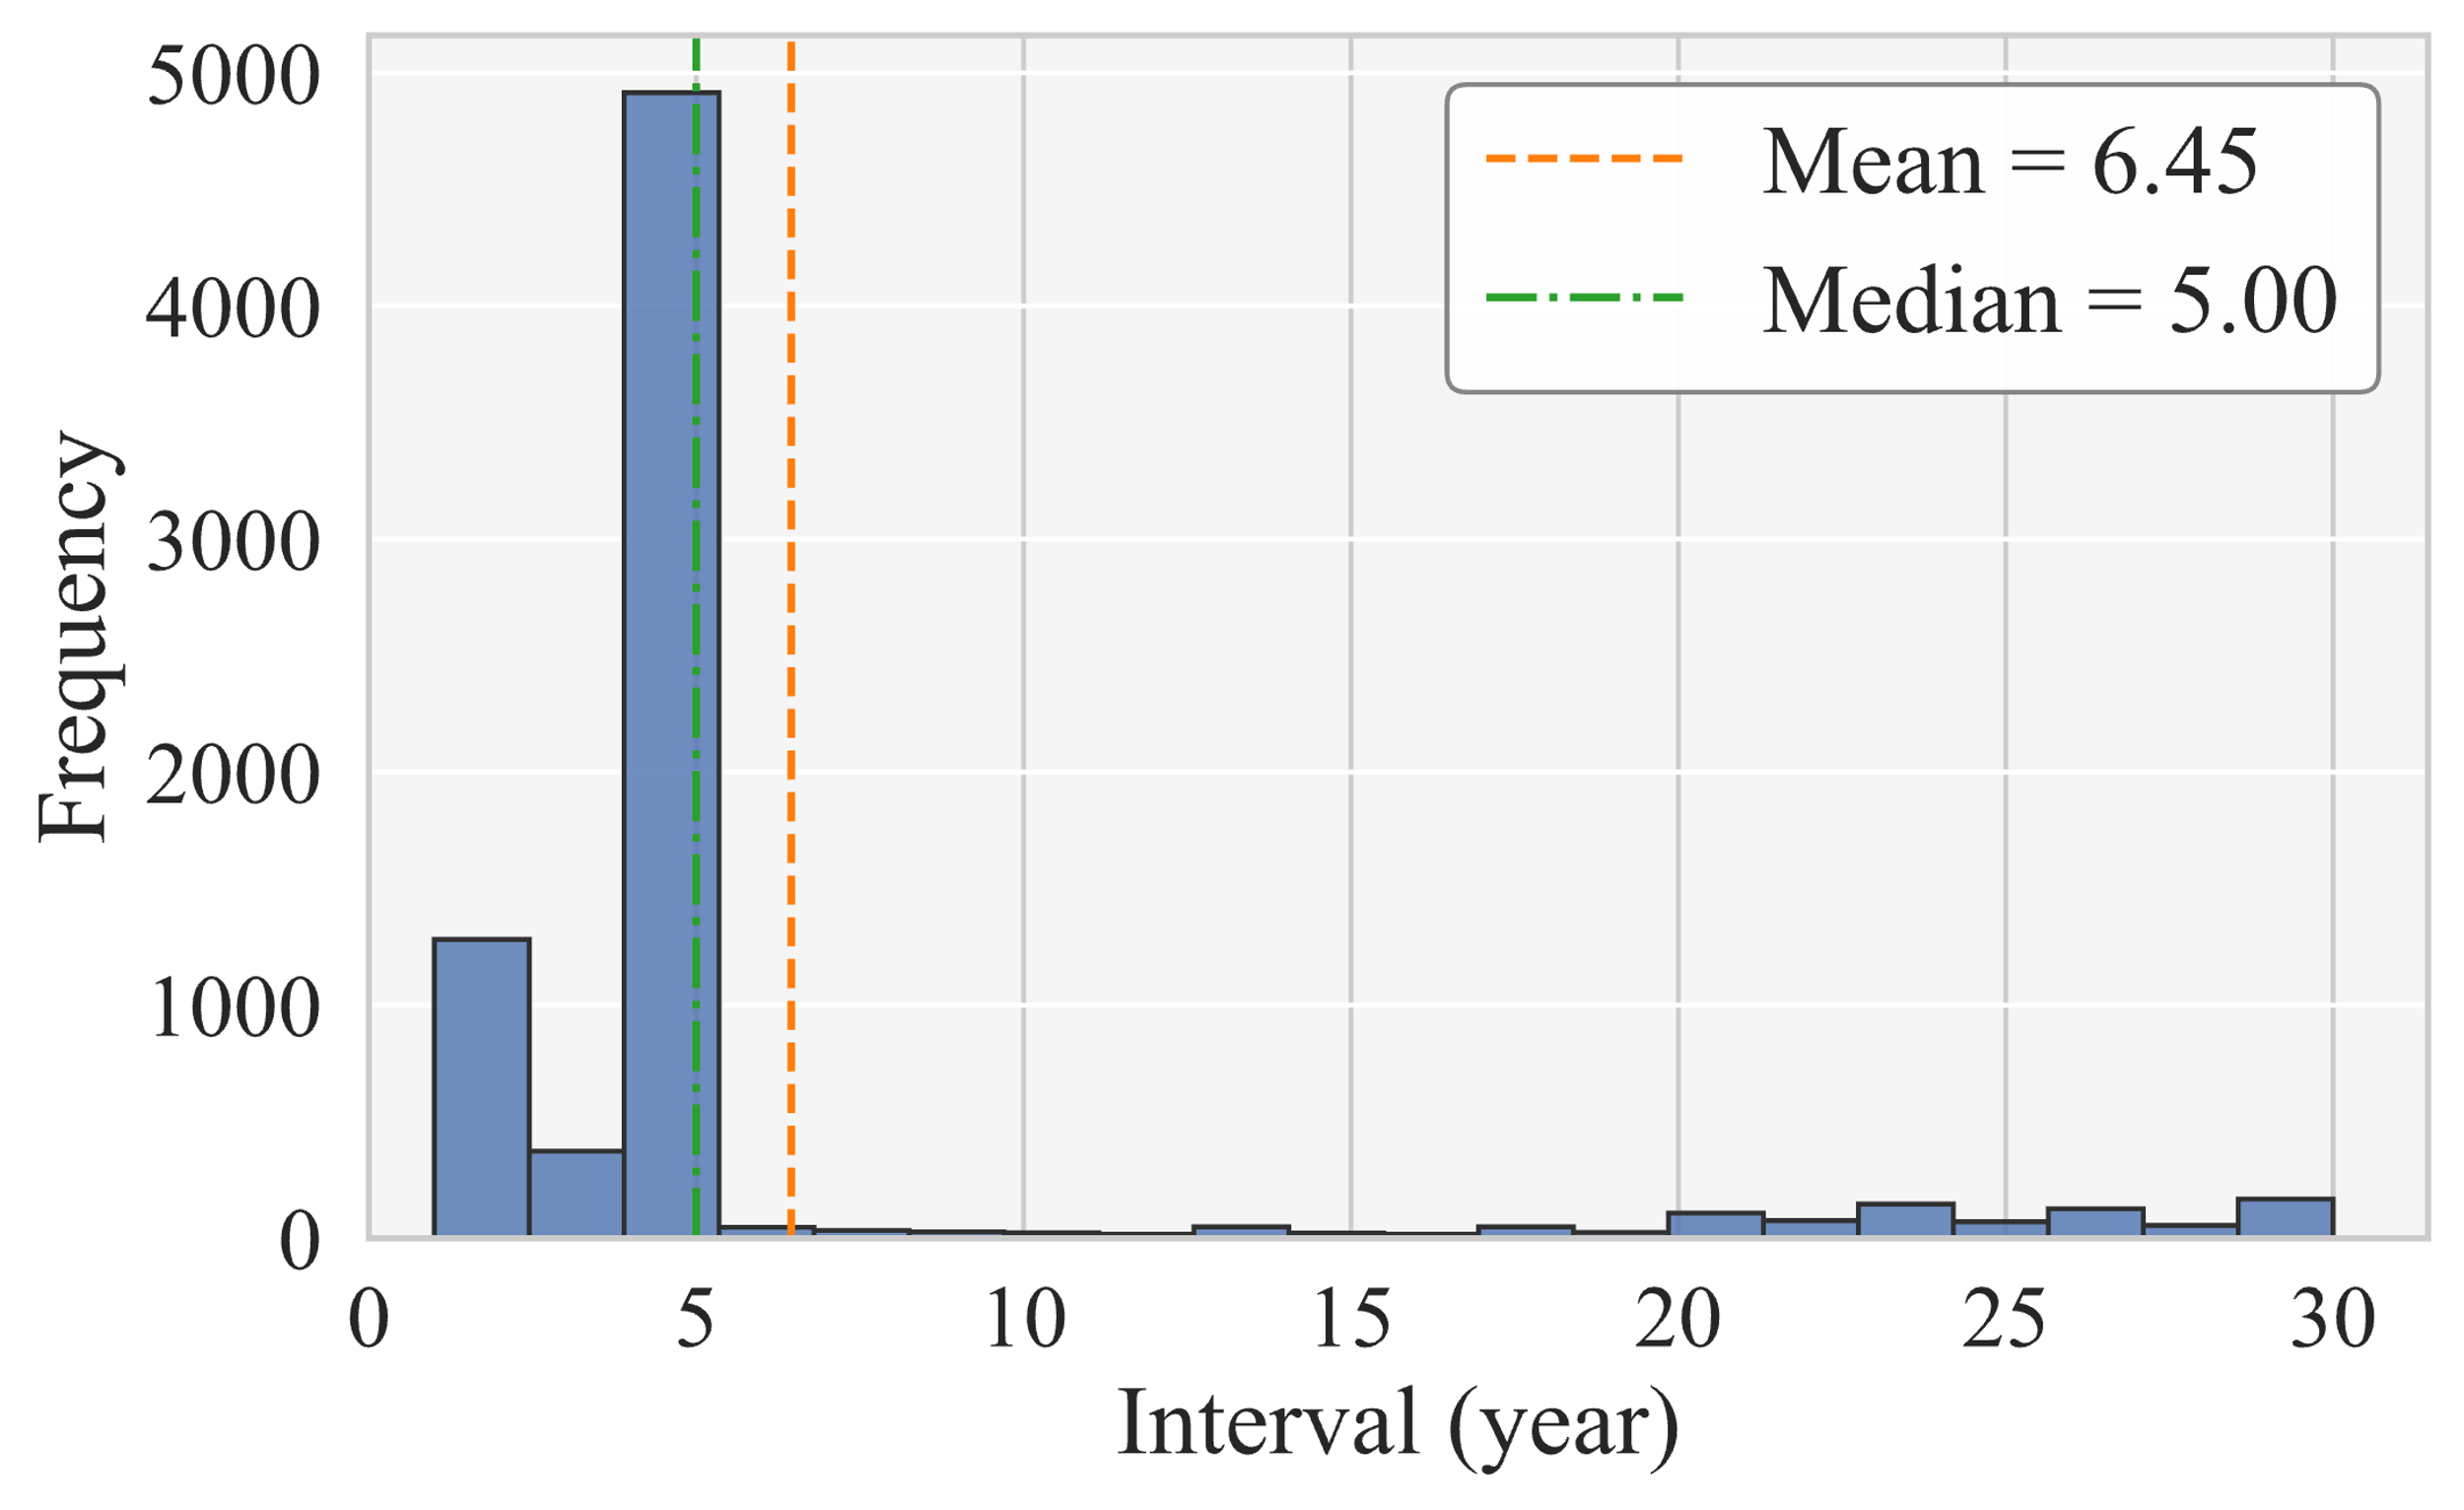 5000
4000
3000
2000
1000
0
Frequency
Mean = 6.45
Median = 5.00
0 5 10 15 20 25 30
Interval (year)